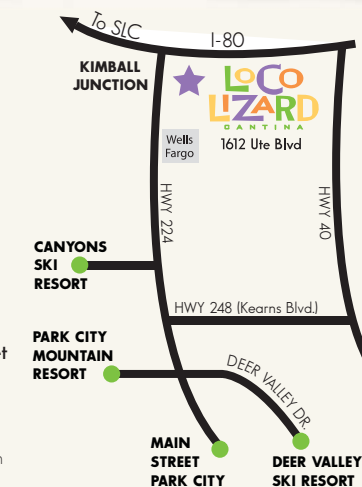 To SLC
I-80
KIMBALL
JUNCTION
LOCO
LIZARD
CANTINA
1612 Ute Blvd
Wells
Fargo
HWY 224
HWY 40
CANYONS
SKI
RESORT
HWY 248 (Kearns Blvd.)
PARK CITY
MOUNTAIN
RESORT
DEER VALLEY DR.
MAIN
STREET
PARK CITY
DEER VALLEY
SKI RESORT